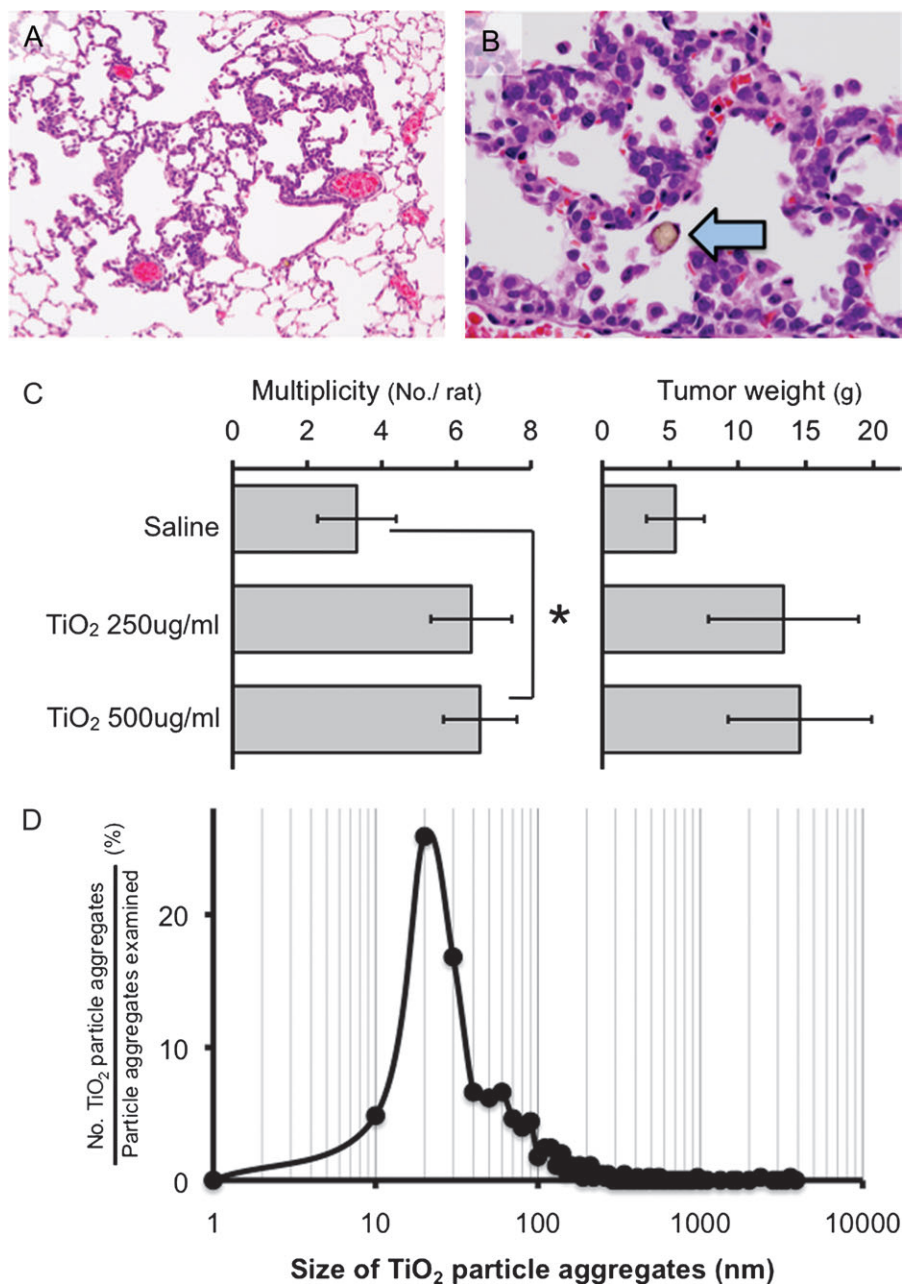 A
B
C
Multiplicity (No./ rat)
Tumor weight (g)
0 2 4 6 8
0 5 10 15 20
Saline
TiO₂ 250ug/ml
TiO₂ 500ug/ml
*
D
No. TiO₂ particle aggregates
Particle aggregates examined
(%)
20
10
0
1 10 100 1000 10000
Size of TiO₂ particle aggregates (nm)